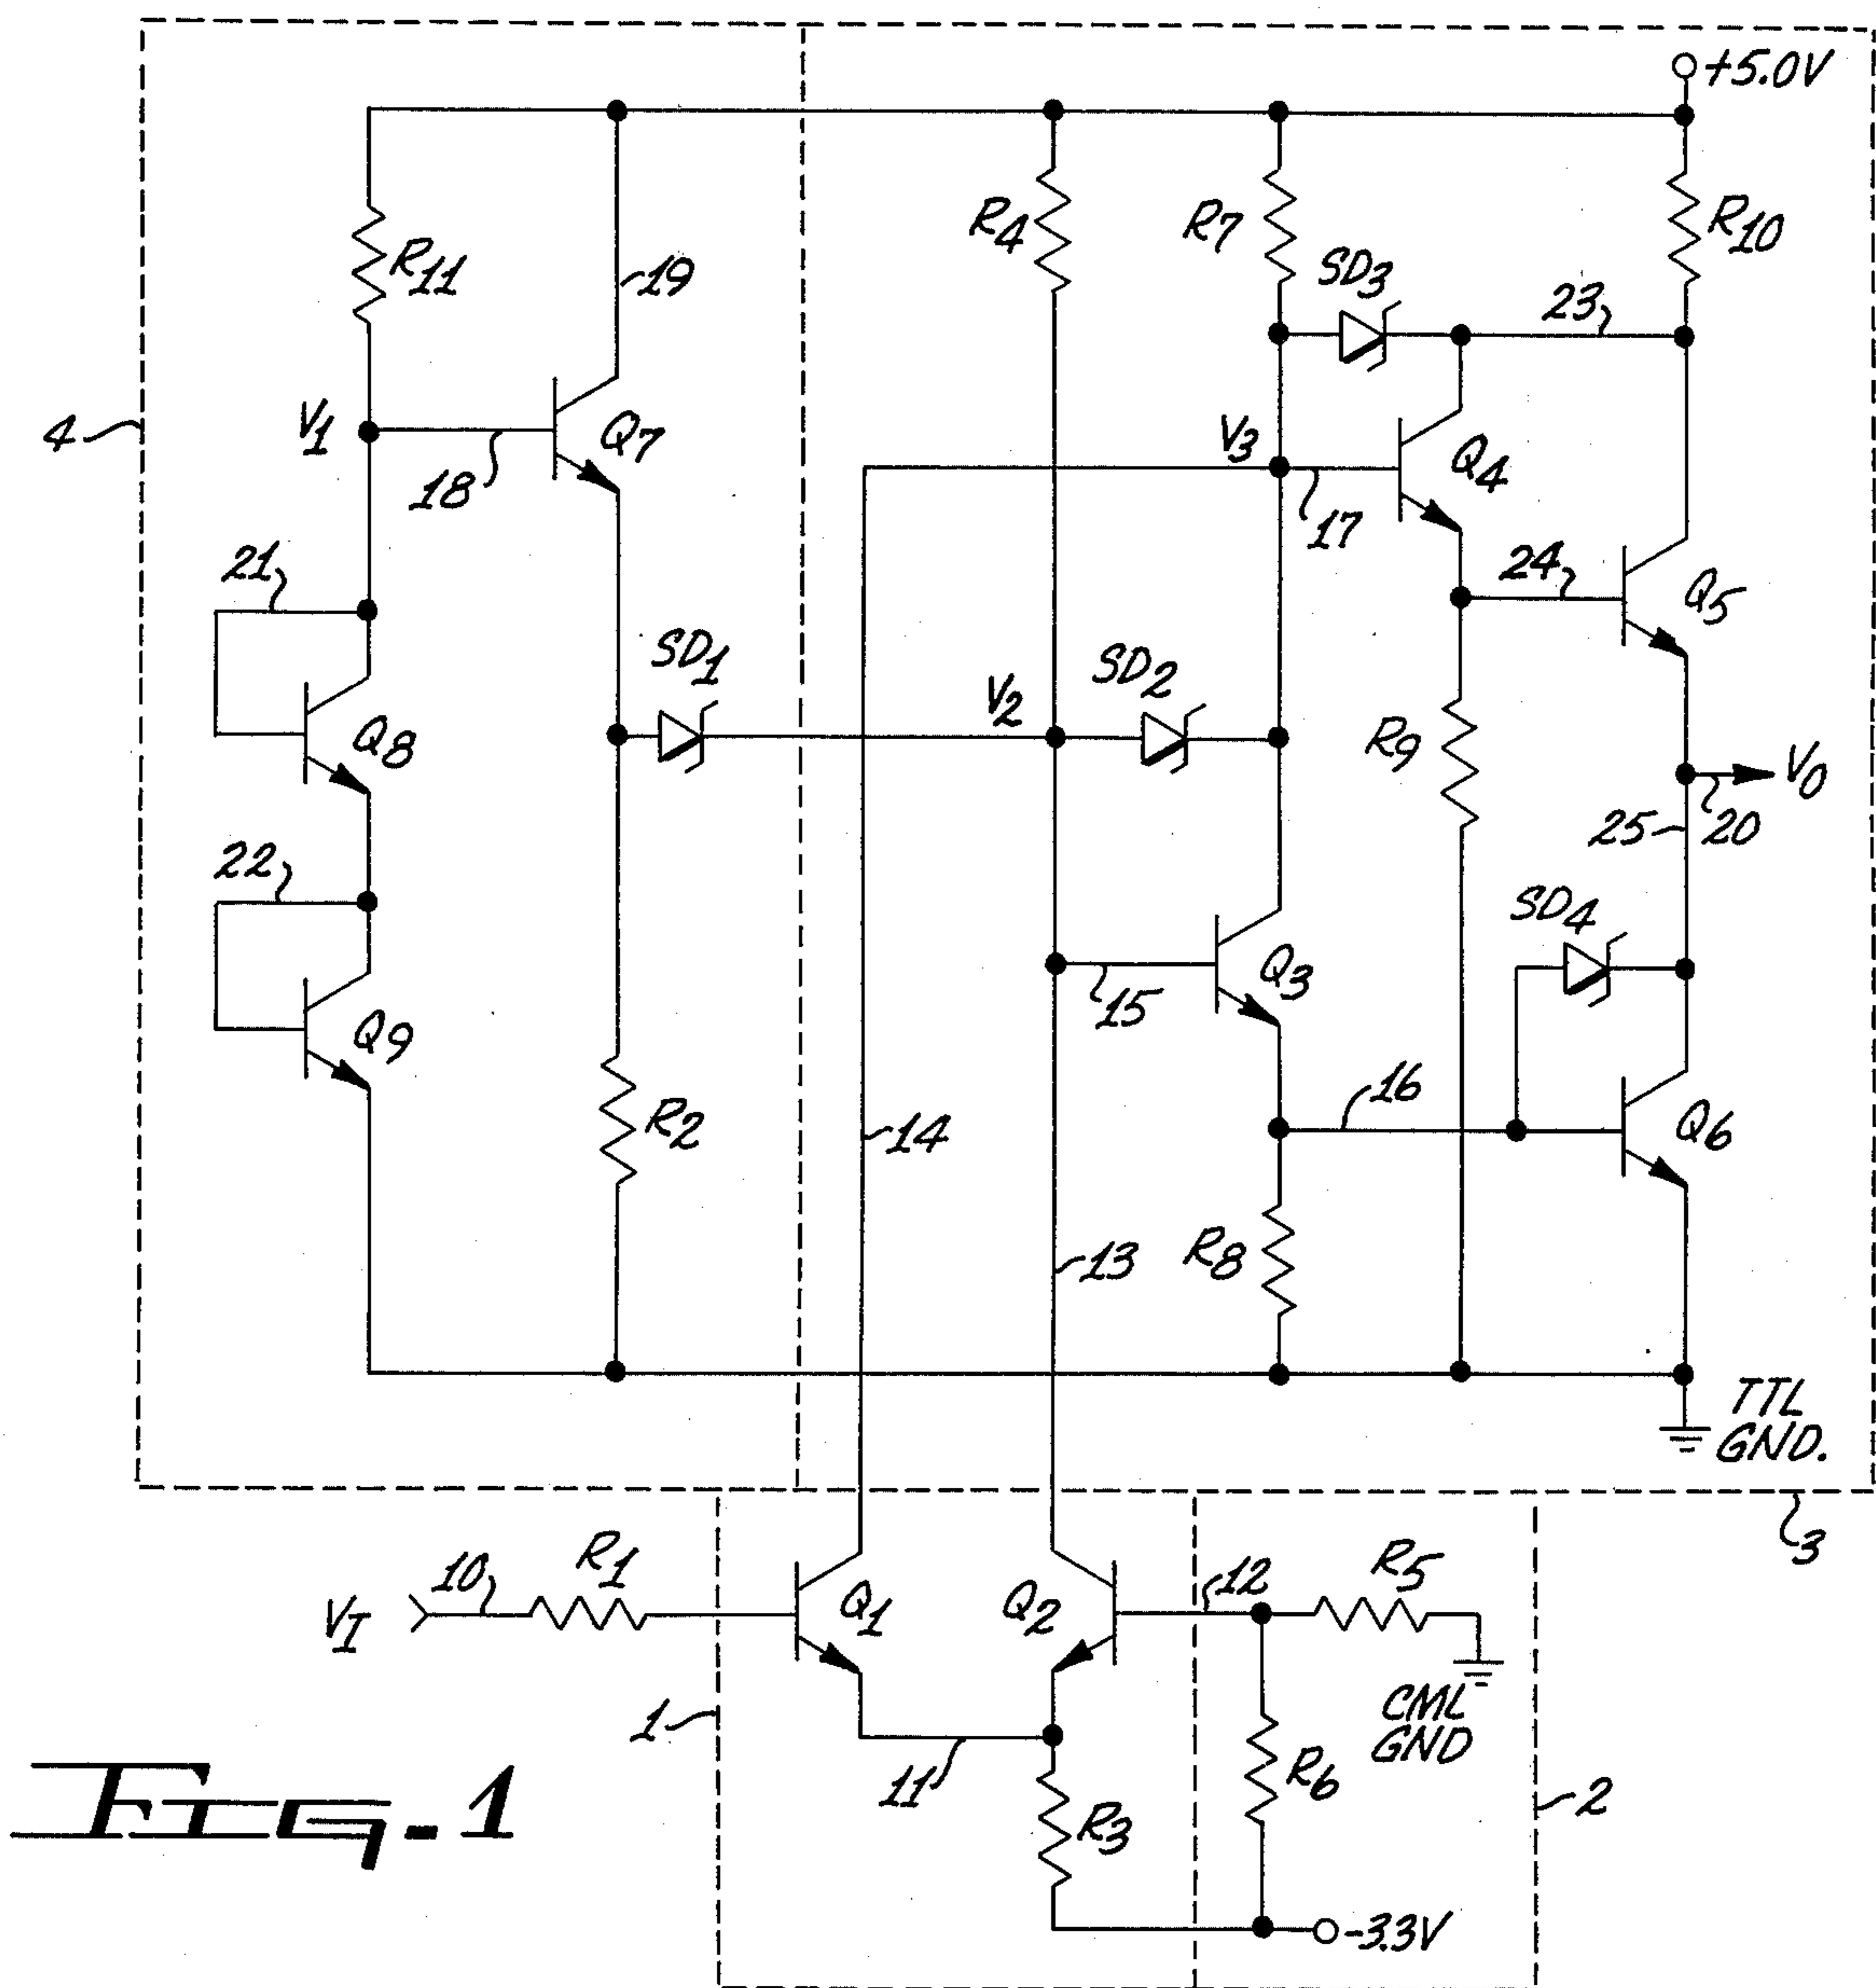 +5.0V
R11
19
R4
R7
SD3
23
R10
4
V1
18
Q7
V3
17
Q4
21
24
Q5
SD1
V2
SD2
Q8
R9
V0
25
20
22
SD4
15
Q3
Q9
16
R2
14
Q6
R8
13
TTL
GND.
3
VI
10
R1
Q1
Q2
12
R5
CML
GND
1
11
R3
R6
2
-3.3V
FIG-1